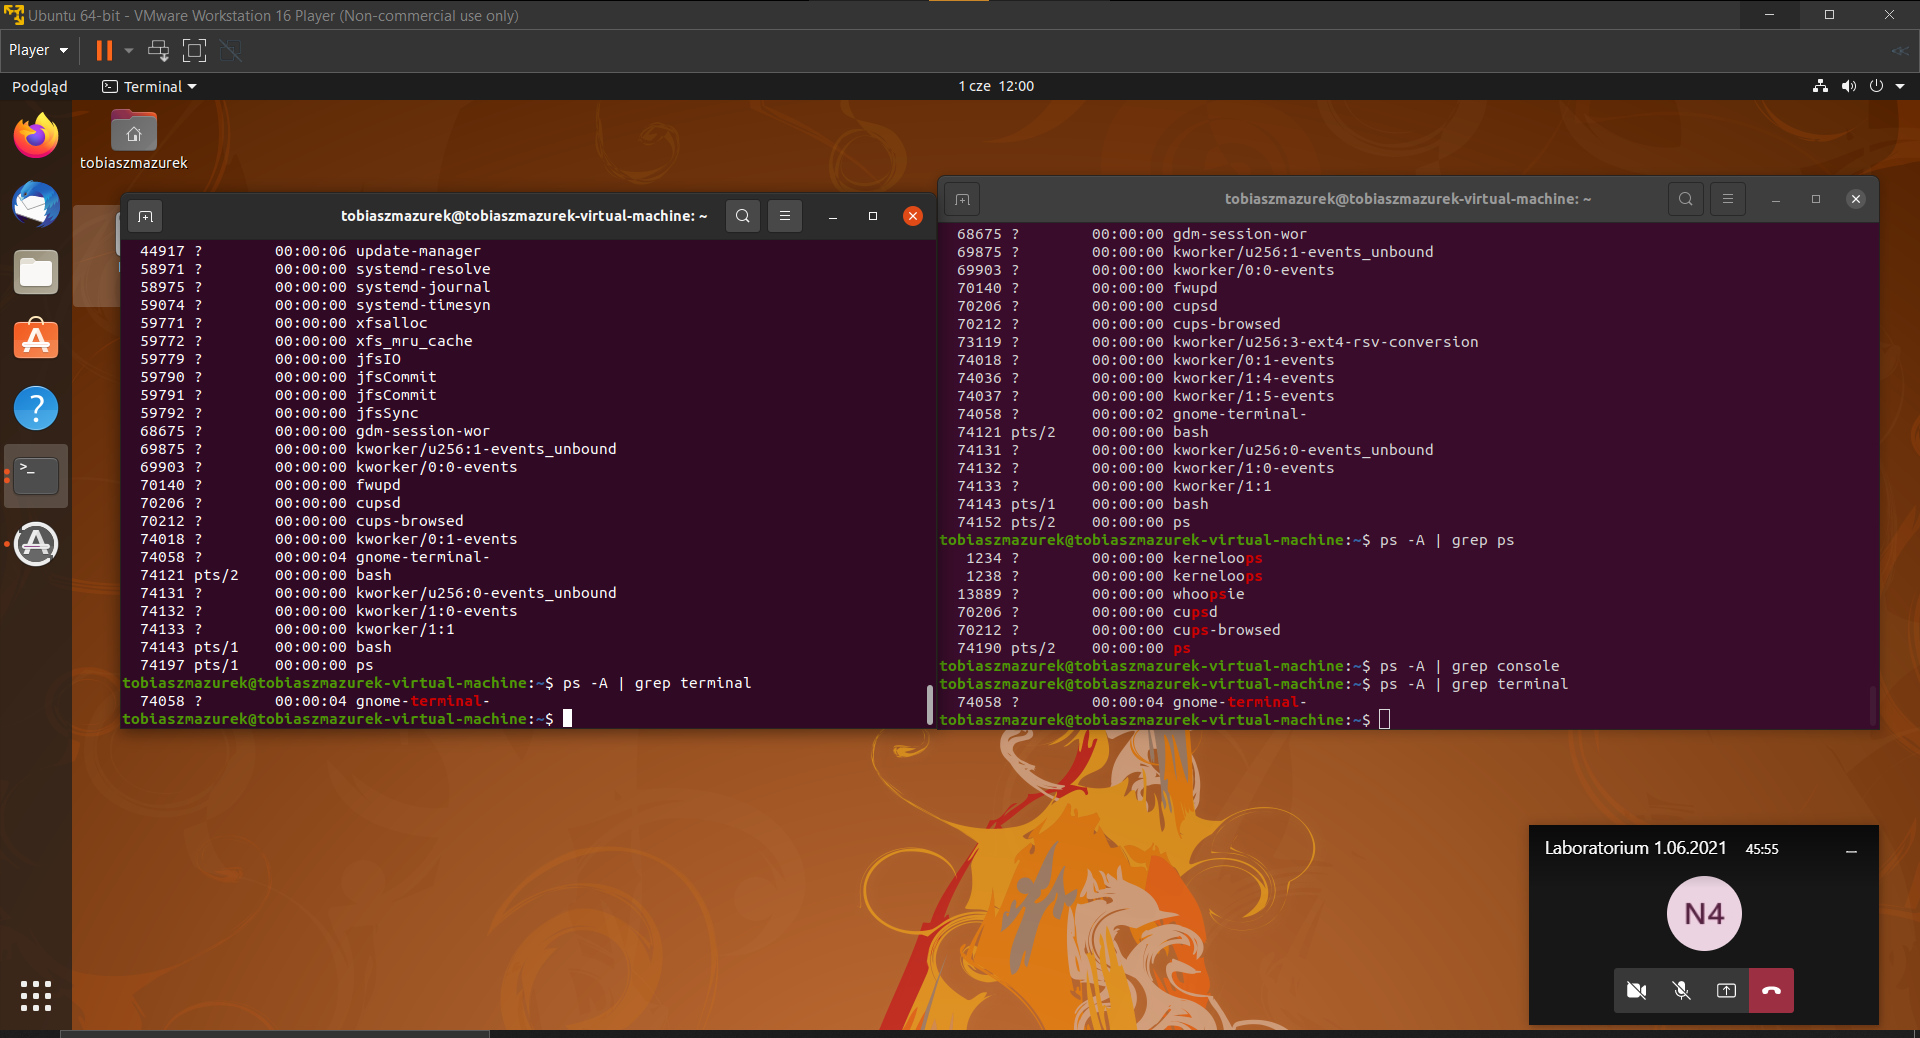 Ubuntu 64-bit - VMware Workstation 16 Player (Non-commercial use only)
Player
Podgląd
Terminal
1 cze 12:00
tobiaszmazurek
tobiaszmazurek@tobiaszmazurek-virtual-machine: ~
44917 ? 00:00:06 update-manager
58971 ? 00:00:00 systemd-resolve
58975 ? 00:00:00 systemd-journal
59074 ? 00:00:00 systemd-timesyn
59771 ? 00:00:00 xfsalloc
59772 ? 00:00:00 xfs_mru_cache
59779 ? 00:00:00 jfsIO
59790 ? 00:00:00 jfsCommit
59791 ? 00:00:00 jfsCommit
59792 ? 00:00:00 jfsSync
68675 ? 00:00:00 gdm-session-wor
69875 ? 00:00:00 kworker/u256:1-events_unbound
69903 ? 00:00:00 kworker/0:0-events
70140 ? 00:00:00 fwupd
70206 ? 00:00:00 cupsd
70212 ? 00:00:00 cups-browsed
74018 ? 00:00:00 kworker/0:1-events
74058 ? 00:00:04 gnome-terminal-
74121 pts/2 00:00:00 bash
74131 ? 00:00:00 kworker/u256:0-events_unbound
74132 ? 00:00:00 kworker/1:0-events
74133 ? 00:00:00 kworker/1:1
74143 pts/1 00:00:00 bash
74197 pts/1 00:00:00 ps
tobiaszmazurek@tobiaszmazurek-virtual-machine:~$ ps -A | grep terminal
74058 ? 00:00:04 gnome-terminal-
tobiaszmazurek@tobiaszmazurek-virtual-machine:~$
tobiaszmazurek@tobiaszmazurek-virtual-machine: ~
68675 ? 00:00:00 gdm-session-wor
69875 ? 00:00:00 kworker/u256:1-events_unbound
69903 ? 00:00:00 kworker/0:0-events
70140 ? 00:00:00 fwupd
70206 ? 00:00:00 cupsd
70212 ? 00:00:00 cups-browsed
73119 ? 00:00:00 kworker/u256:3-ext4-rsv-conversion
74018 ? 00:00:00 kworker/0:1-events
74036 ? 00:00:00 kworker/1:4-events
74037 ? 00:00:00 kworker/1:5-events
74058 ? 00:00:02 gnome-terminal-
74121 pts/2 00:00:00 bash
74131 ? 00:00:00 kworker/u256:0-events_unbound
74132 ? 00:00:00 kworker/1:0-events
74133 ? 00:00:00 kworker/1:1
74143 pts/1 00:00:00 bash
74152 pts/2 00:00:00 ps
tobiaszmazurek@tobiaszmazurek-virtual-machine:~$ ps -A | grep ps
1234 ? 00:00:00 kerneloops
1238 ? 00:00:00 kerneloops
13889 ? 00:00:00 whoopsie
70206 ? 00:00:00 cupsd
70212 ? 00:00:00 cups-browsed
74190 pts/2 00:00:00 ps
tobiaszmazurek@tobiaszmazurek-virtual-machine:~$ ps -A | grep console
tobiaszmazurek@tobiaszmazurek-virtual-machine:~$ ps -A | grep terminal
74058 ? 00:00:04 gnome-terminal-
tobiaszmazurek@tobiaszmazurek-virtual-machine:~$
Laboratorium 1.06.2021 45:55
N4